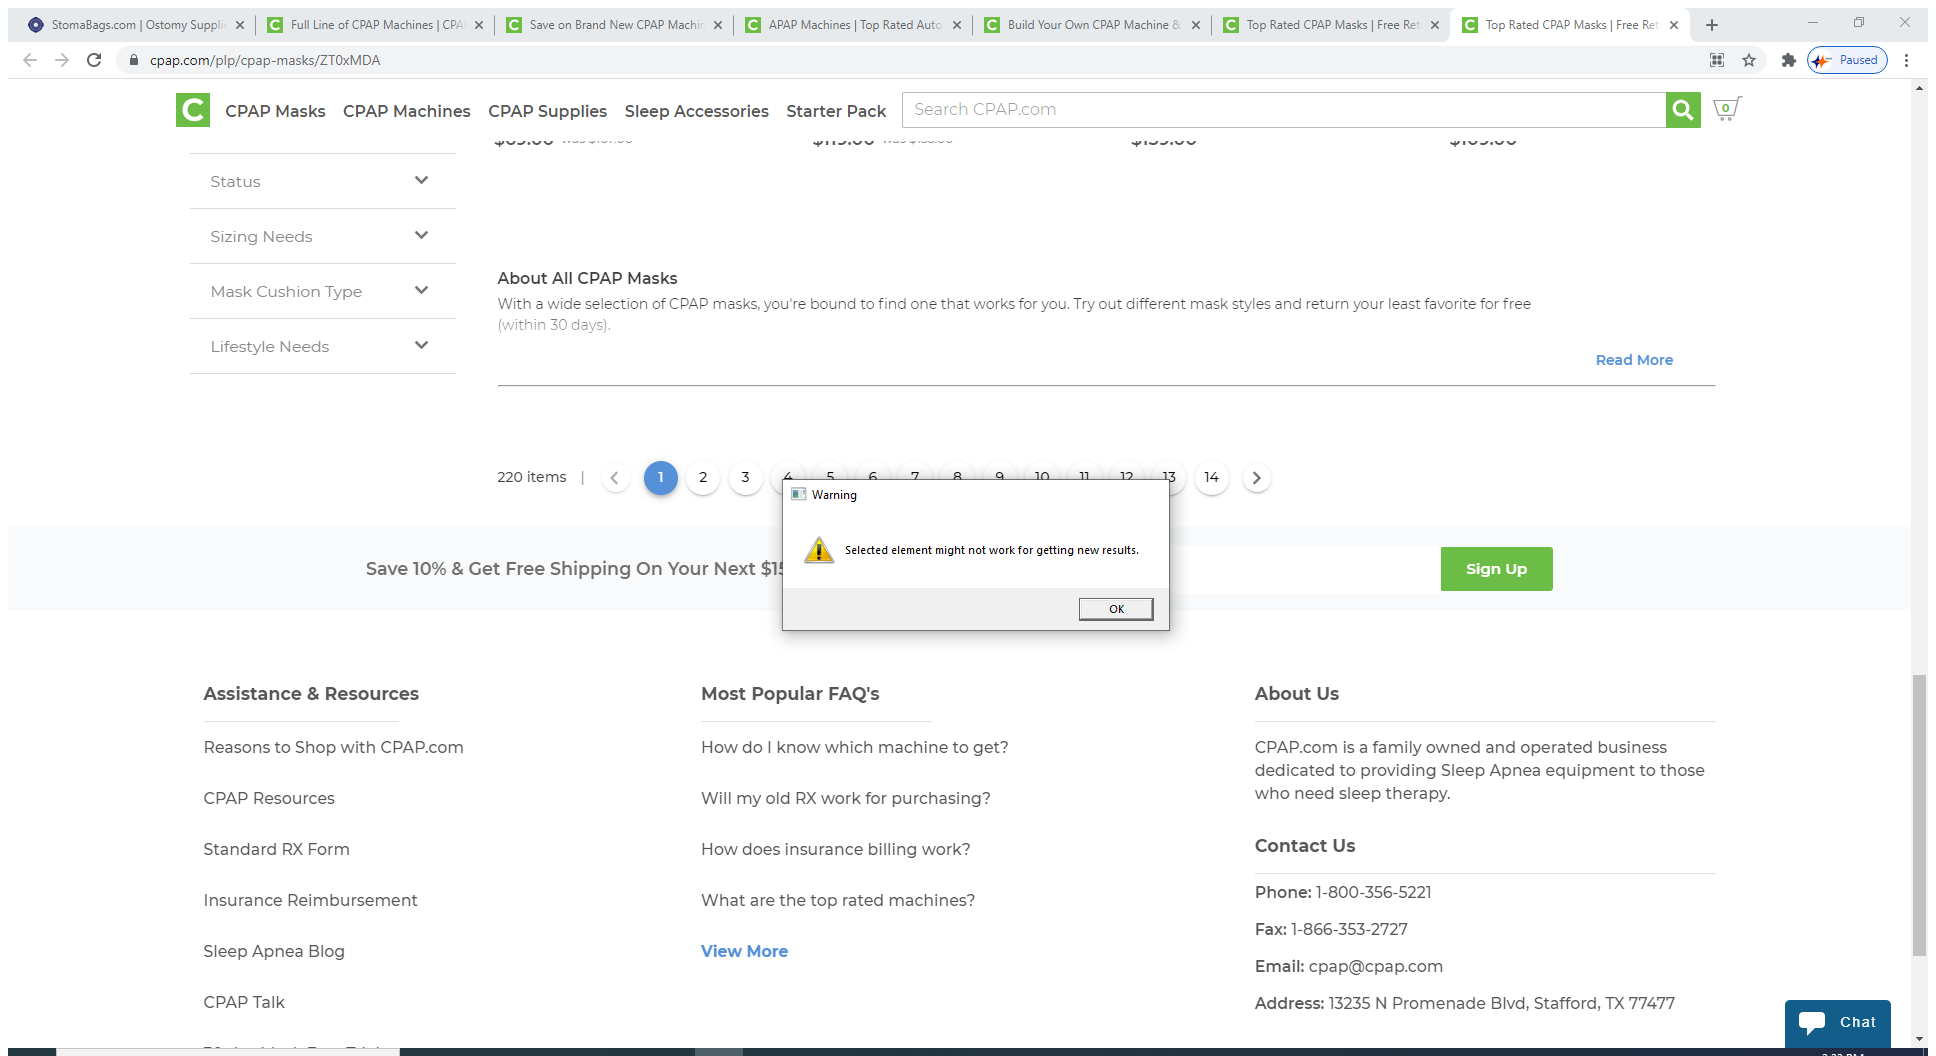 StomaBags.com | Ostomy Suppli
Full Line of CPAP Machines | CPA
Save on Brand New CPAP Machin
APAP Machines | Top Rated Auto
Build Your Own CPAP Machine &
Top Rated CPAP Masks | Free Ret
Top Rated CPAP Masks | Free Ret
cpap.com/plp/cpap-masks/ZT0xMDA
Paused
C CPAP Masks CPAP Machines CPAP Supplies Sleep Accessories Starter Pack Search CPAP.com 0
$89.00 was $107.00 $119.00 $139.00 $109.00
Status
Sizing Needs
Mask Cushion Type
Lifestyle Needs
About All CPAP Masks
With a wide selection of CPAP masks, you're bound to find one that works for you. Try out different mask styles and return your least favorite for free
(within 30 days).
Read More
220 items | 1 2 3 4 5 6 7 8 9 10 11 12 13 14
Warning
Selected element might not work for getting new results.
OK
Save 10% & Get Free Shipping On Your Next $15
Sign Up
Assistance & Resources
Reasons to Shop with CPAP.com
CPAP Resources
Standard RX Form
Insurance Reimbursement
Sleep Apnea Blog
CPAP Talk
Most Popular FAQ's
How do I know which machine to get?
Will my old RX work for purchasing?
How does insurance billing work?
What are the top rated machines?
View More
About Us
CPAP.com is a family owned and operated business
dedicated to providing Sleep Apnea equipment to those
who need sleep therapy.
Contact Us
Phone: 1-800-356-5221
Fax: 1-866-353-2727
Email: cpap@cpap.com
Address: 13235 N Promenade Blvd, Stafford, TX 77477
Chat